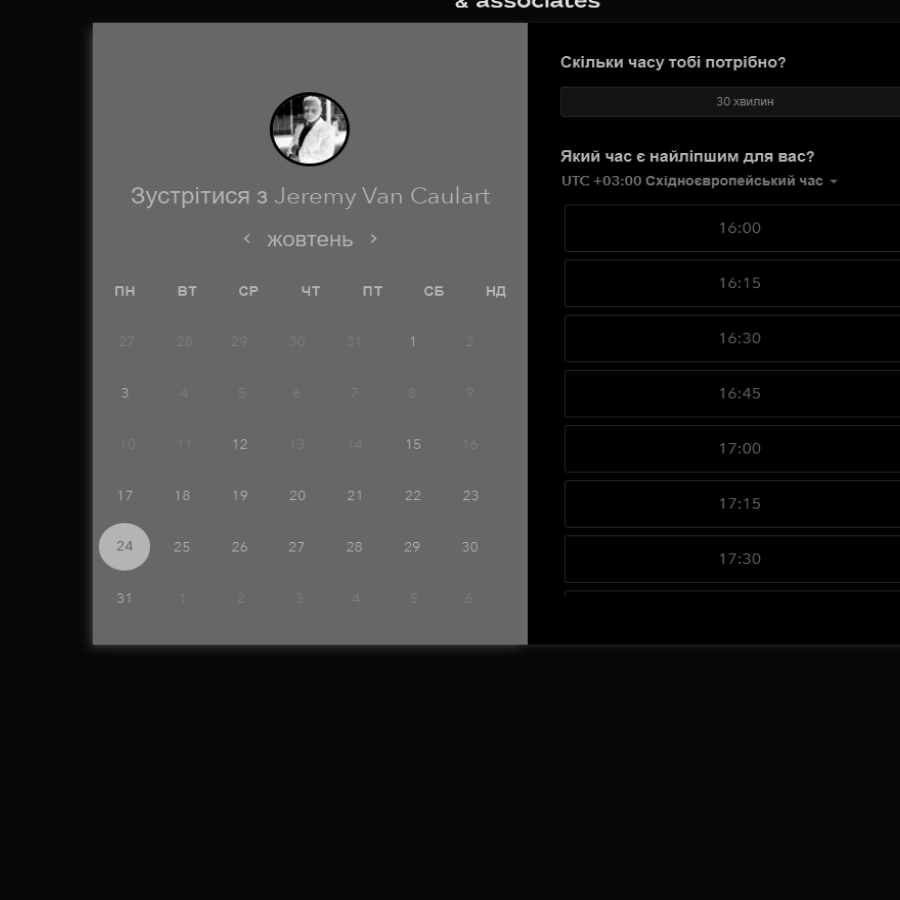 & associates
Зустрітися з Jeremy Van Caulart
жовтень
ПН ВТ СР ЧТ ПТ СБ НД
27 28 29 30 31 1 2
3 4 5 6 7 8 9
10 11 12 13 14 15 16
17 18 19 20 21 22 23
24 25 26 27 28 29 30
31 1 2 3 4 5 6
Скільки часу тобі потрібно?
30 хвилин
Який час є найліпшим для вас?
UTC +03:00 Східноєвропейський час
16:00
16:15
16:30
16:45
17:00
17:15
17:30